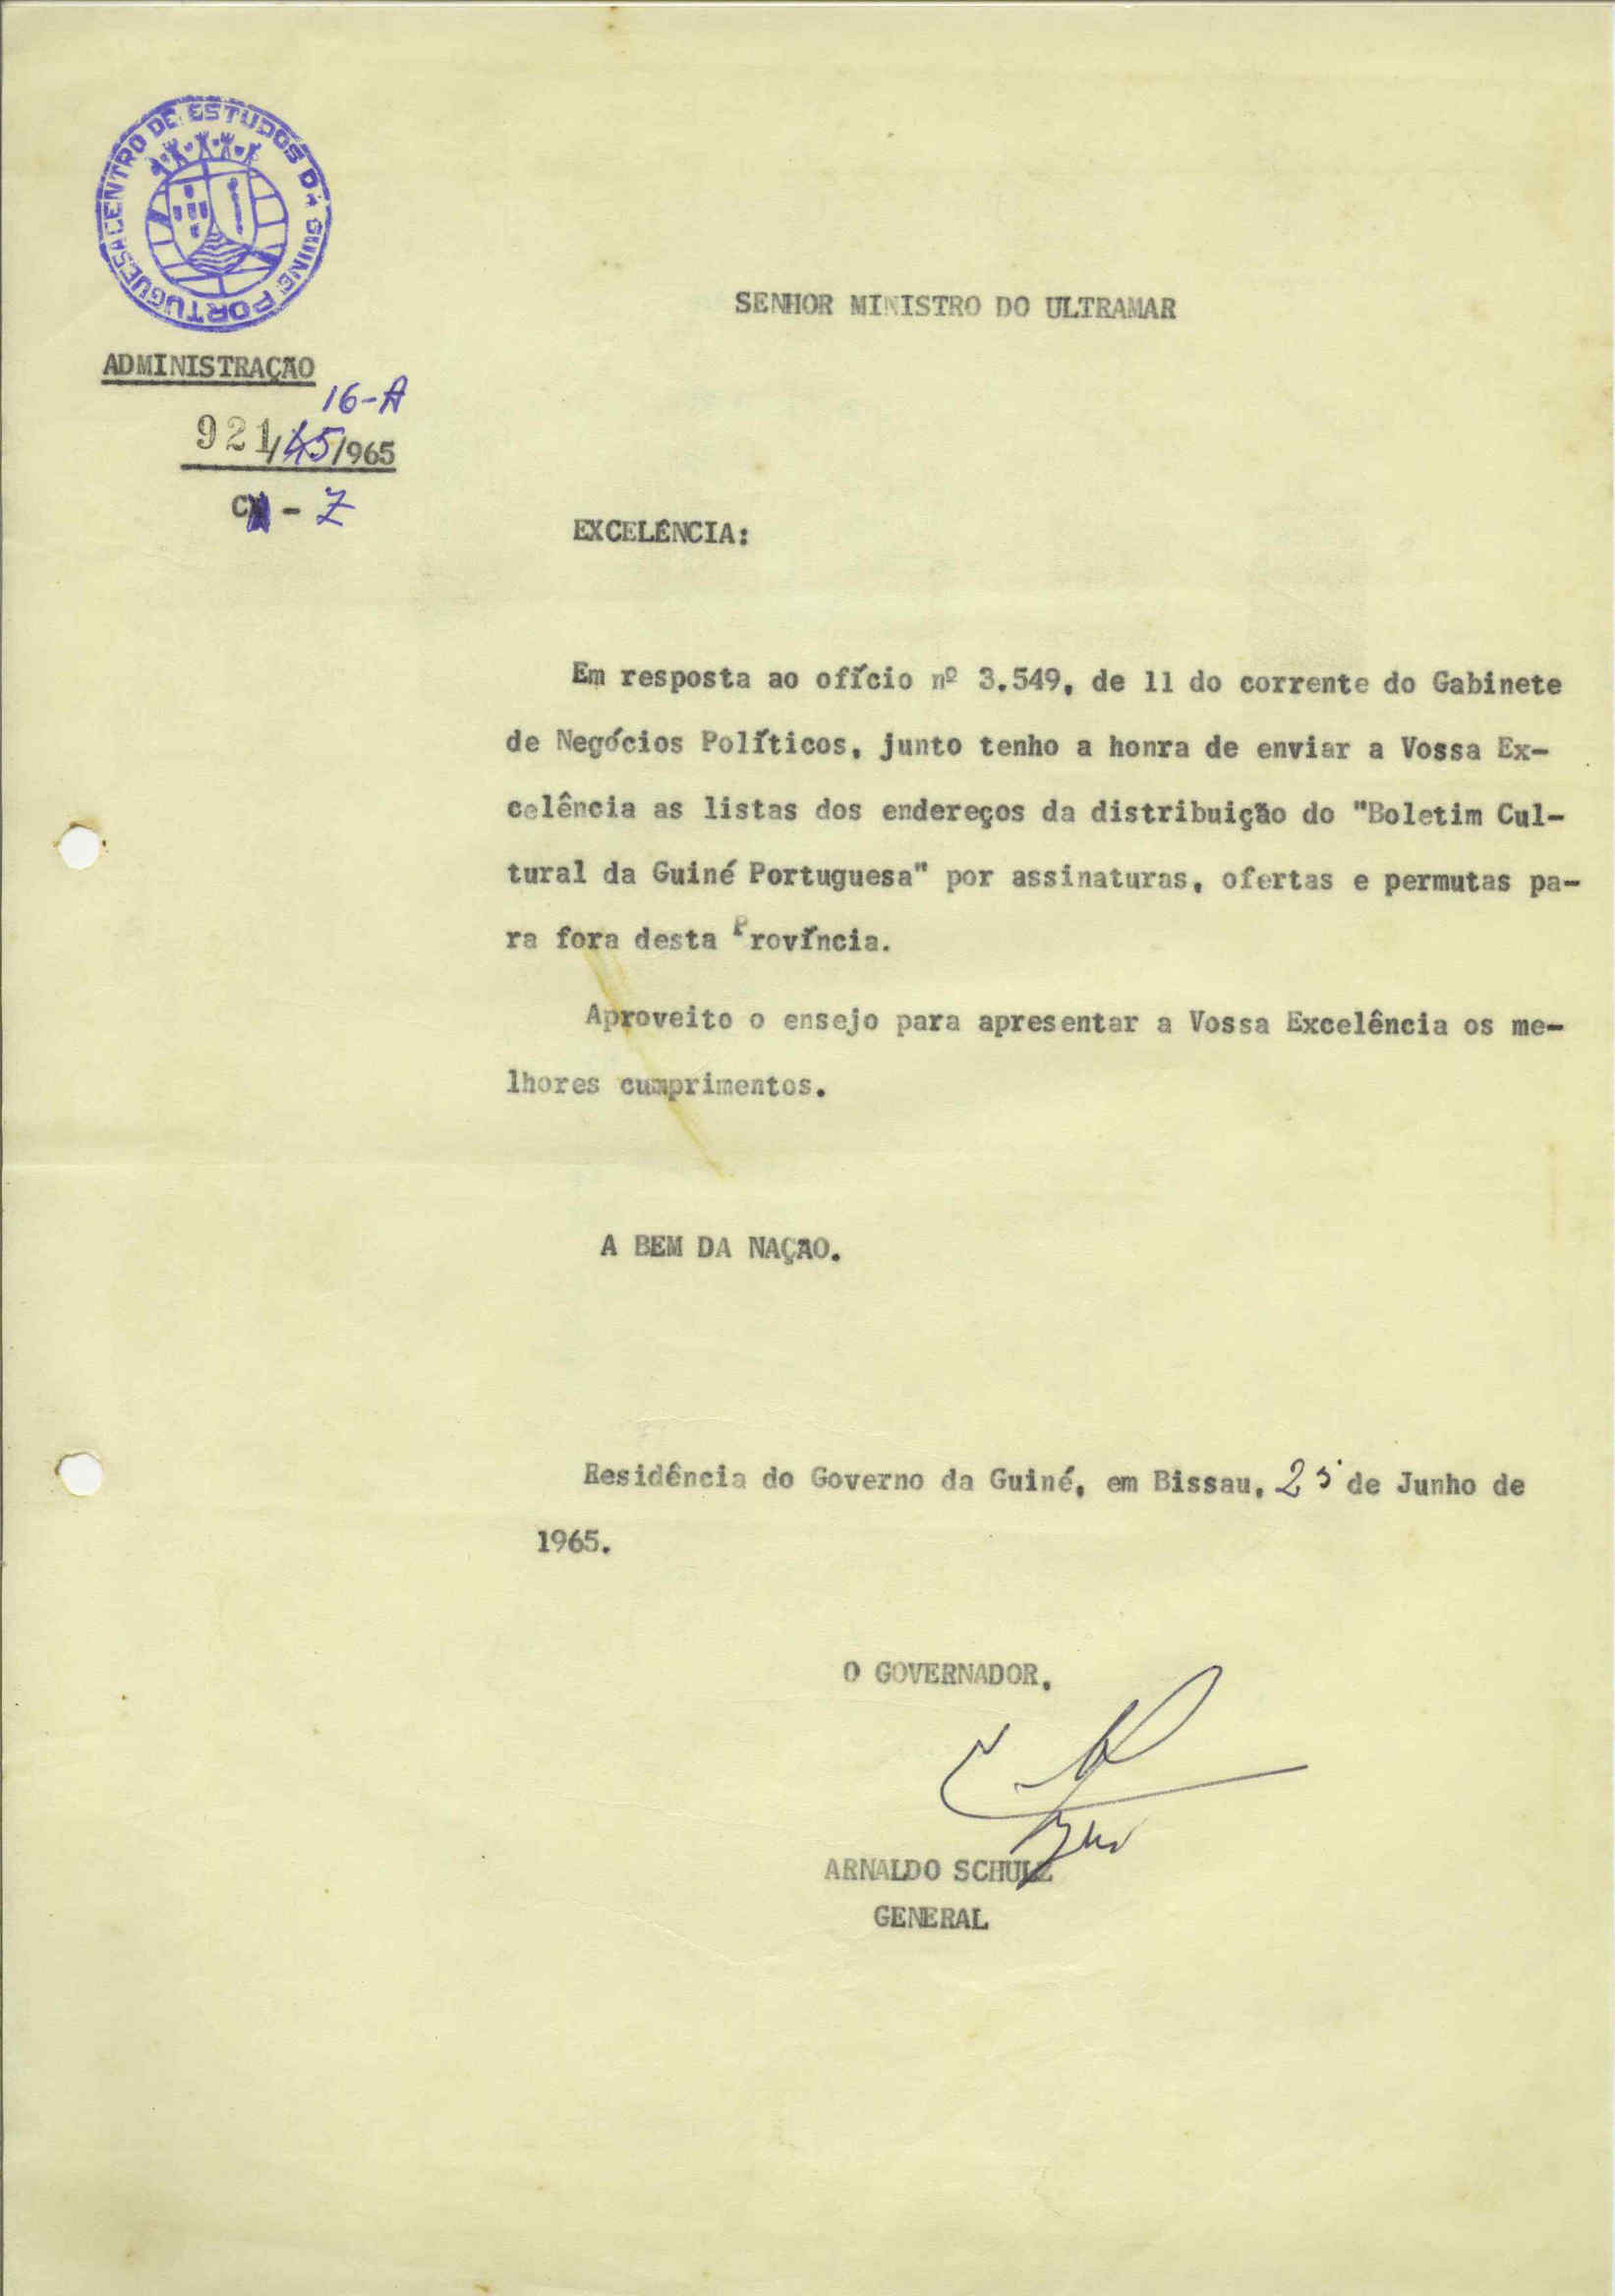 CENTRO DE ESTUDOS DA GUINÉ PORTUGUESA
SENHOR MINISTRO DO ULTRAMAR
ADMINISTRAÇÃO
16-A
921/45/965
C - Z
EXCELÊNCIA:
Em resposta ao ofício nº 3.549, de 11 do corrente do Gabinete
de Negócios Políticos, junto tenho a honra de enviar a Vossa Ex-
celência as listas dos endereços da distribuição do "Boletim Cul-
tural da Guiné Portuguesa" por assinaturas, ofertas e permutas pa-
ra fora desta Província.
Aproveito o ensejo para apresentar a Vossa Excelência os me-
lhores cumprimentos.
A BEM DA NAÇÃO.
Residência do Governo da Guiné, em Bissau, 25 de Junho de
1965.
O GOVERNADOR,
ARNALDO SCHULZ
GENERAL